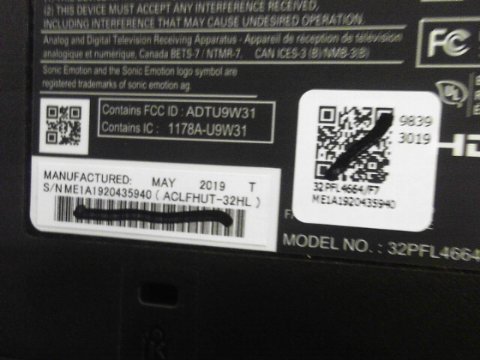 (2) THIS DEVICE MUST ACCEPT ANY INTERFERENCE RECEIVED,
INCLUDING INTERFERENCE THAT MAY CAUSE UNDESIRED OPERATION.
Analog and Digital Television Receiving Apparatus - Appareil de réception de télévision
analogique et numérique, Canada BETS-7 / NTMR-7. CAN ICES-3 (B)/NMB-3(B)
Sonic Emotion and the Sonic Emotion logo symbol are
registered trademarks of sonic emotion ag.
Contains FCC ID : ADTU9W31
Contains IC : 1178A-U9W31
MANUFACTURED: MAY 2019 T
S/N ME1A1920435940 ( ACLFHUT-32HL )
FC
UL
9839
3019
32PFL4664/F7
ME1A1920435940
MODEL NO. : 32PFL4664